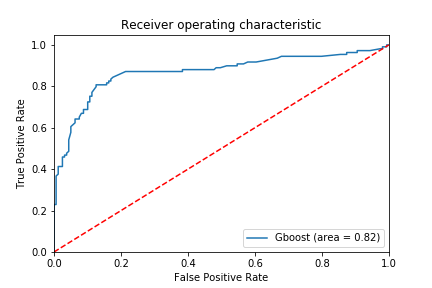 Receiver operating characteristic
1.0
0.8
0.6
0.4
0.2
0.0
True Positive Rate
Gboost (area = 0.82)
0.0 0.2 0.4 0.6 0.8 1.0
False Positive Rate